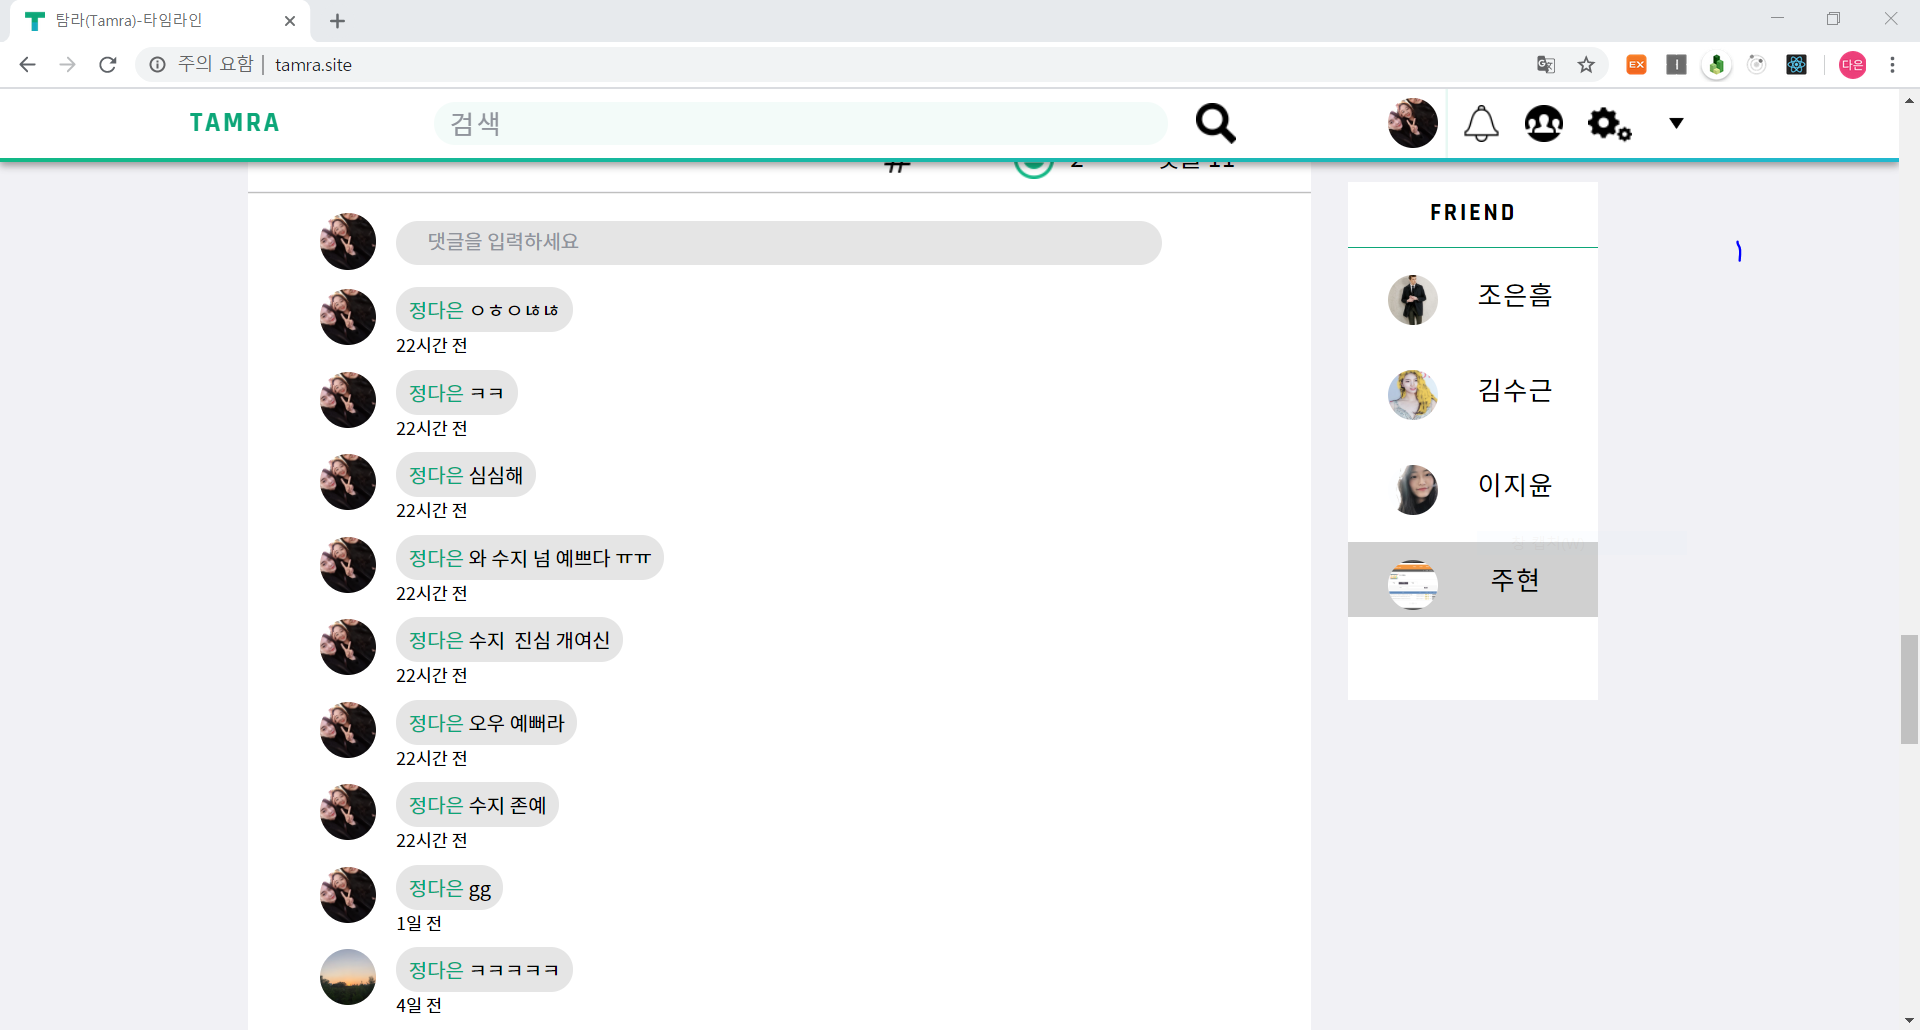 탐라(Tamra)-타임라인
주의 요함 | tamra.site
EX
다은
TAMRA
검색
# 2 댓글 11
댓글을 입력하세요
정다은 ㅇㅎㅇㄶㄶ
22시간 전
정다은 ㅋㅋ
22시간 전
정다은 심심해
22시간 전
정다은 와 수지 넘 예쁘다 ㅠㅠ
22시간 전
정다은 수지  진심 개여신
22시간 전
정다은 오우 예뻐라
22시간 전
정다은 수지 존예
22시간 전
정다은 gg
1일 전
정다은 ㅋㅋㅋㅋㅋ
4일 전
FRIEND
조은흠
김수근
이지윤
주현